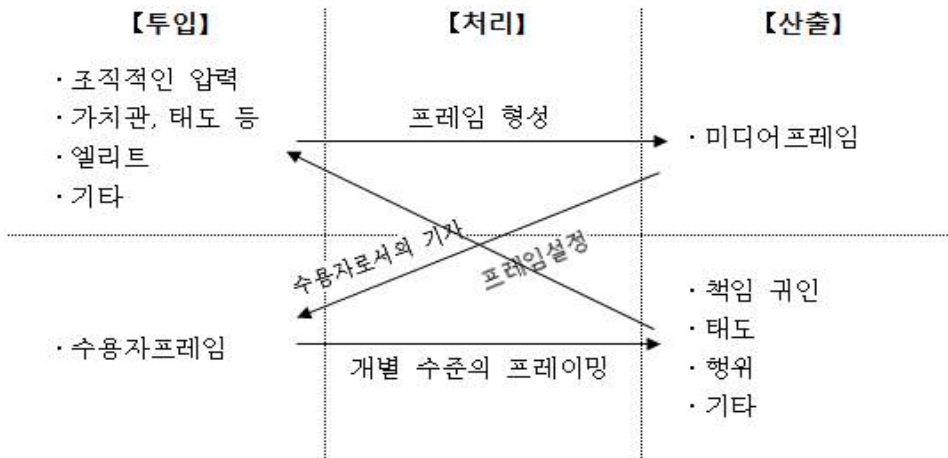 【투입】
【처리】
【산출】
· 조직적인 압력
· 가치관, 태도 등
· 엘리트
· 기타
프레임 형성
· 미디어프레임
수용자로서의 기자
프레임설정
· 수용자프레임
개별 수준의 프레이밍
· 책임 귀인
· 태도
· 행위
· 기타